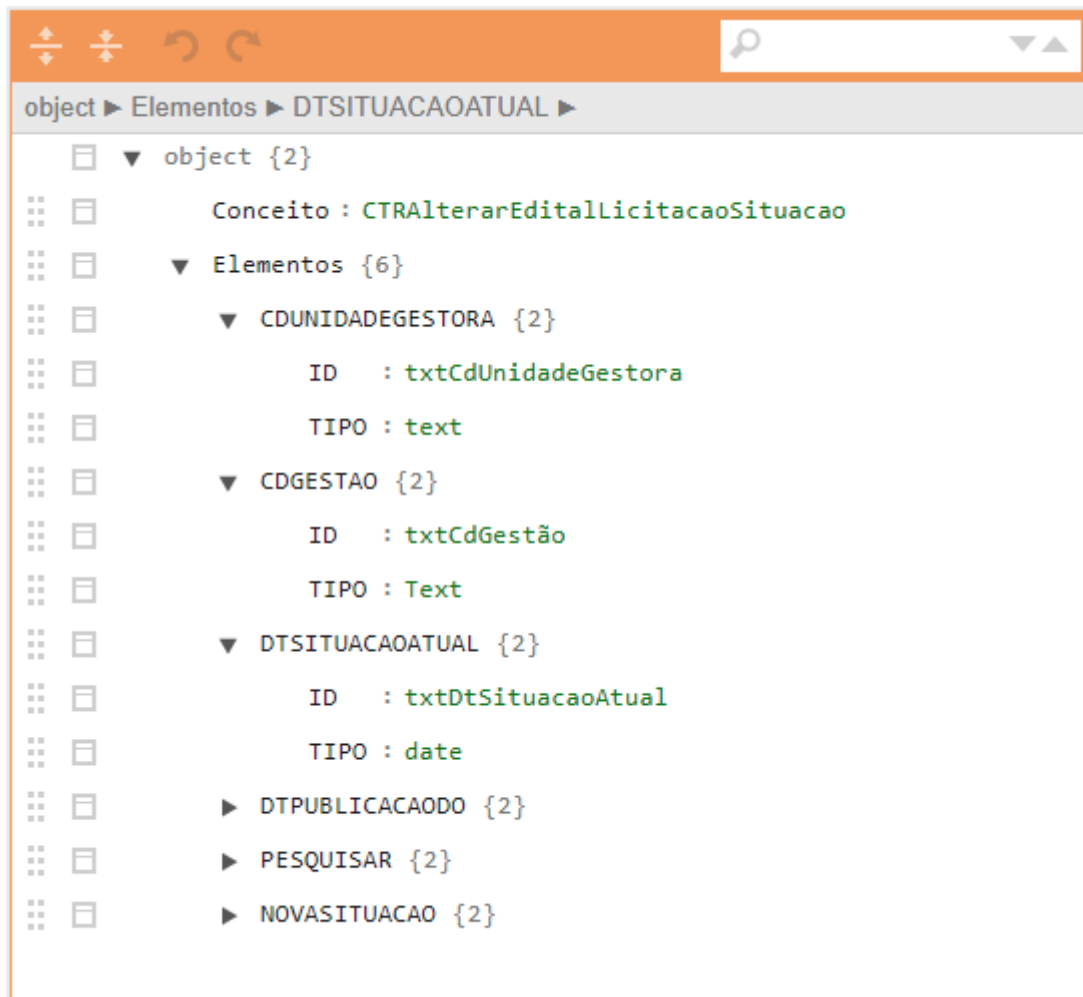 object ► Elementos ► DTSITUACAOATUAL ►
▼ object {2}
Conceito : CTRAlterarEditalLicitacaoSituacao
▼ Elementos {6}
▼ CDUNIDADEGESTORA {2}
ID : txtCdUnidadeGestora
TIPO : text
▼ CDGESTAO {2}
ID : txtCdGestão
TIPO : Text
▼ DTSITUACAOATUAL {2}
ID : txtDtSituacaoAtual
TIPO : date
► DTPUBLICACAODO {2}
► PESQUISAR {2}
► NOVASITUACAO {2}